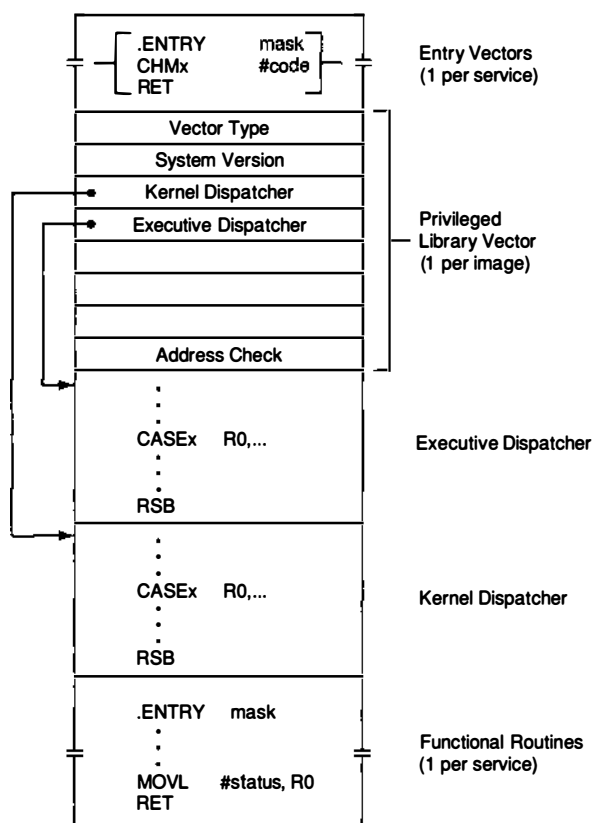 .ENTRY mask
CHMx #code
RET
Entry Vectors
(1 per service)
Vector Type
System Version
Kernel Dispatcher
Executive Dispatcher
Privileged
Library Vector
(1 per image)
Address Check
CASEx R0,...
RSB
Executive Dispatcher
CASEx R0,...
RSB
Kernel Dispatcher
.ENTRY mask
MOVL #status, R0
RET
Functional Routines
(1 per service)